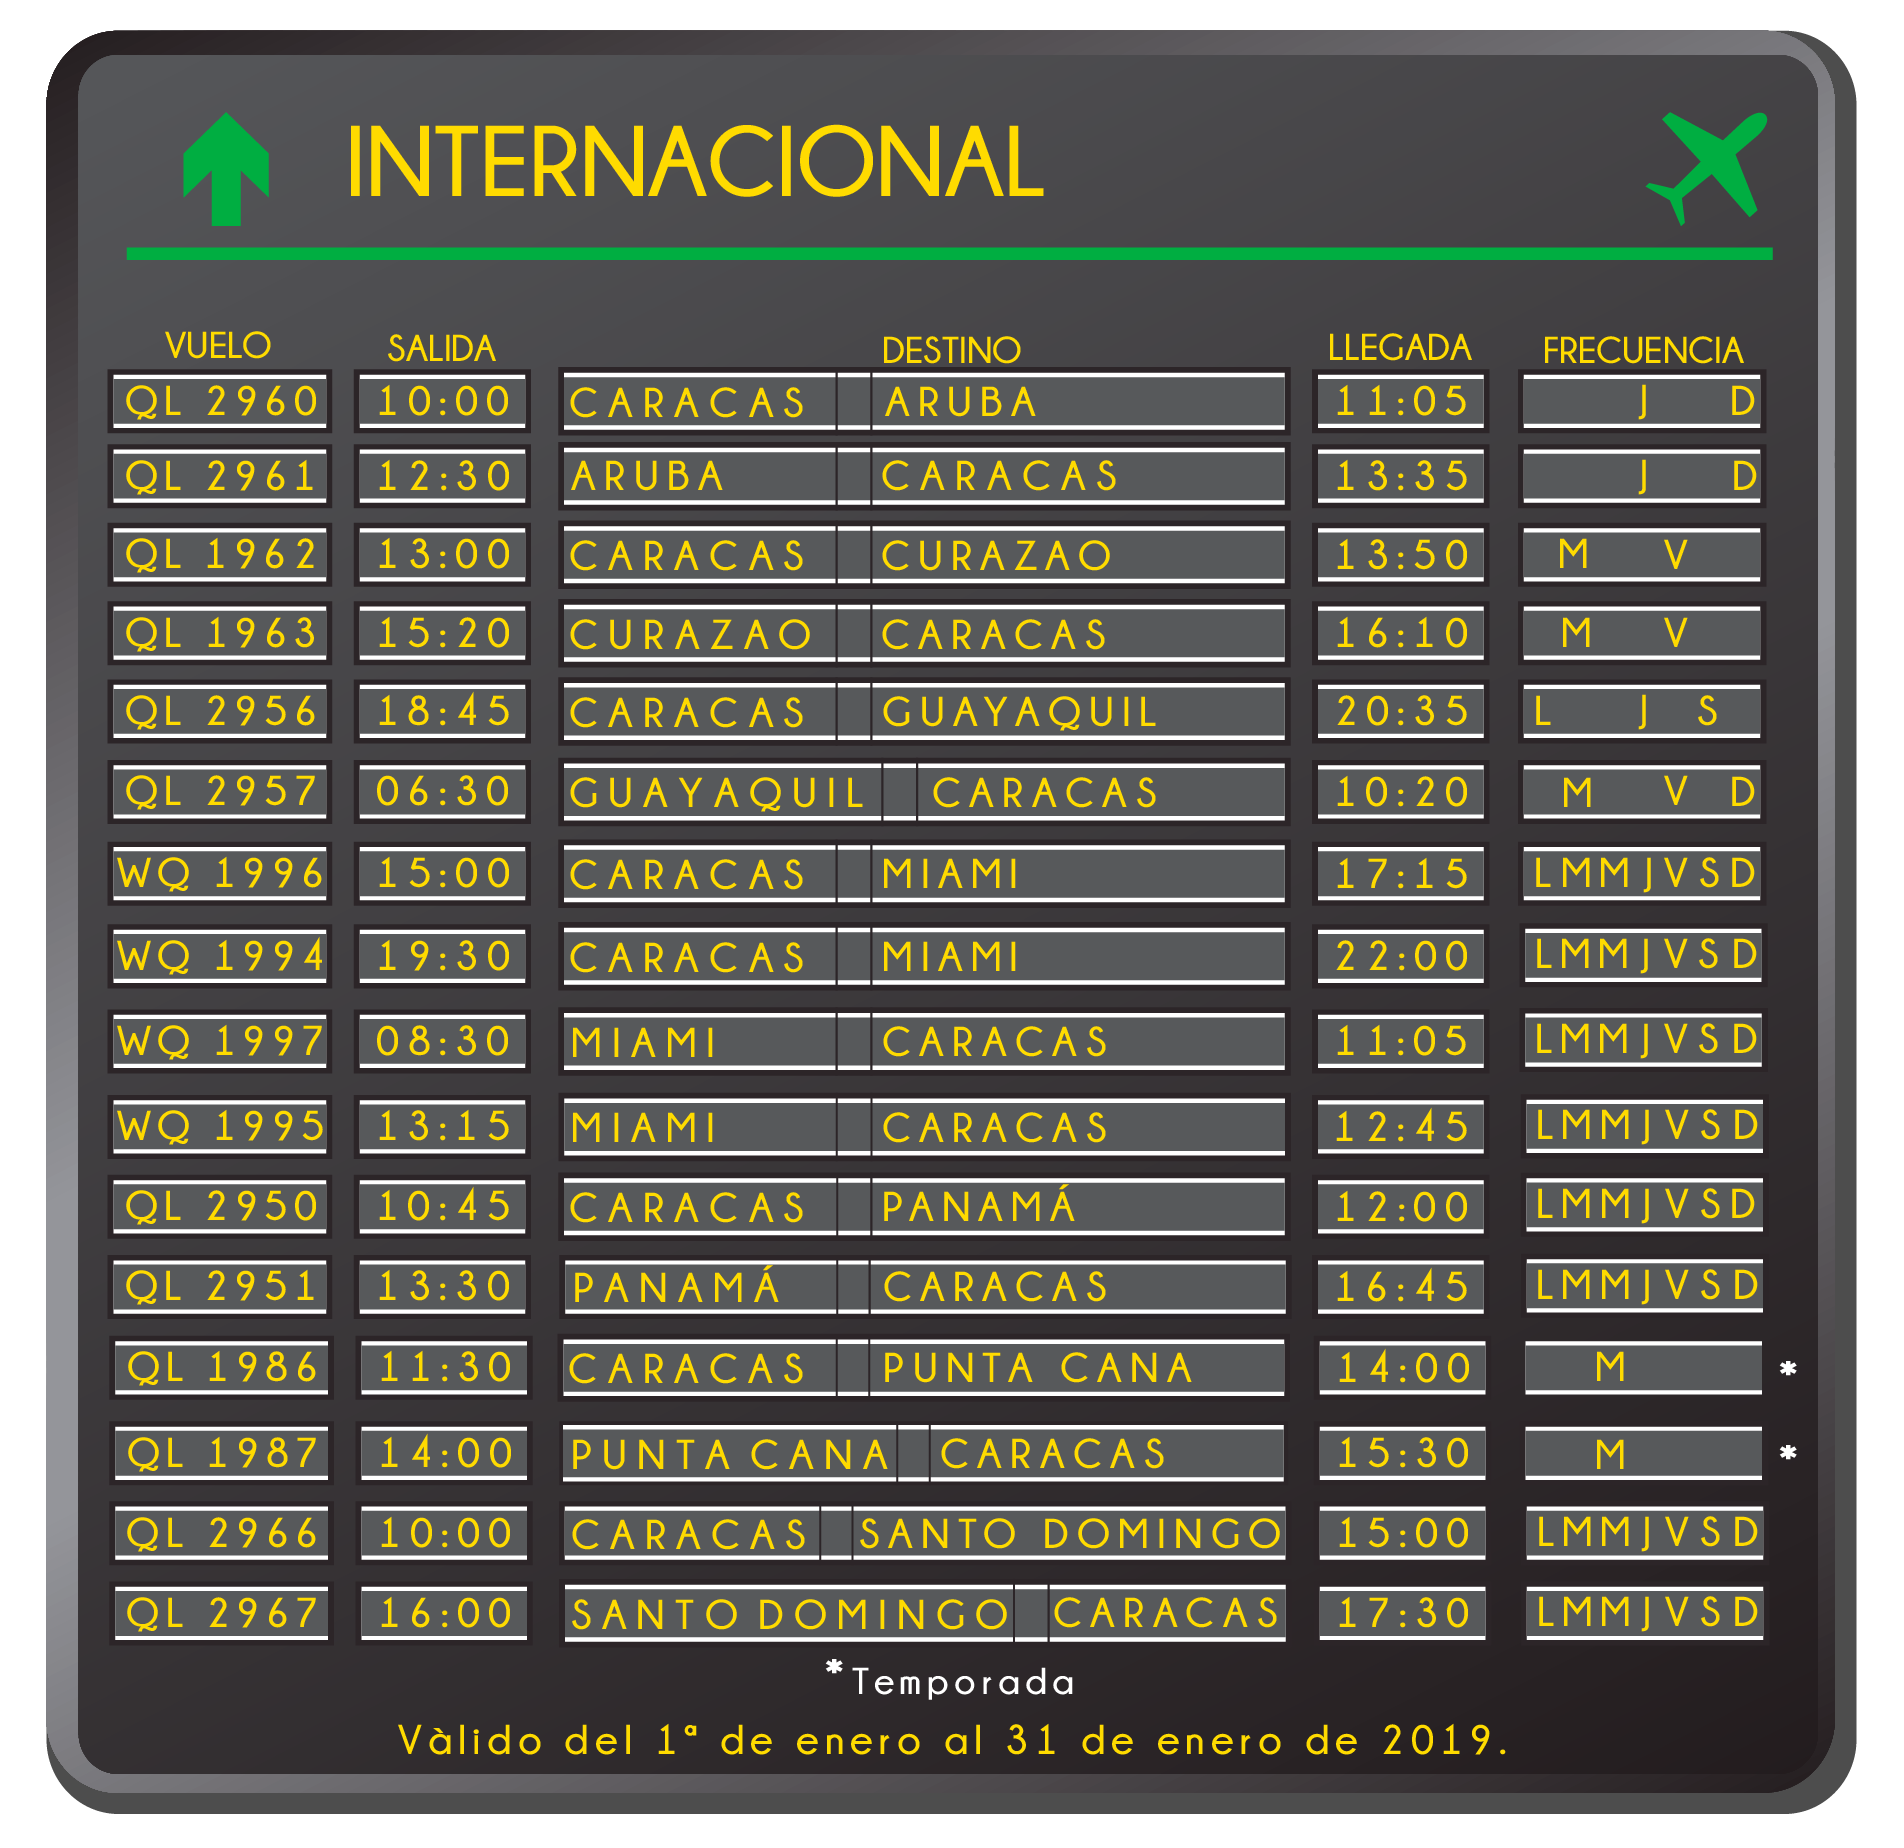 INTERNACIONAL
VUELO SALIDA DESTINO LLEGADA FRECUENCIA
QL 2960 10:00 CARACAS ARUBA 11:05 J D
QL 2961 12:30 ARUBA CARACAS 13:35 J D
QL 1962 13:00 CARACAS CURAZAO 13:50 M V
QL 1963 15:20 CURAZAO CARACAS 16:10 M V
QL 2956 18:45 CARACAS GUAYAQUIL 20:35 L J S
QL 2957 06:30 GUAYAQUIL CARACAS 10:20 M V D
WQ 1996 15:00 CARACAS MIAMI 17:15 LMMJVSD
WQ 1994 19:30 CARACAS MIAMI 22:00 LMMJVSD
WQ 1997 08:30 MIAMI CARACAS 11:05 LMMJVSD
WQ 1995 13:15 MIAMI CARACAS 12:45 LMMJVSD
QL 2950 10:45 CARACAS PANAMÁ 12:00 LMMJVSD
QL 2951 13:30 PANAMÁ CARACAS 16:45 LMMJVSD
QL 1986 11:30 CARACAS PUNTA CANA 14:00 M *
QL 1987 14:00 PUNTA CANA CARACAS 15:30 M *
QL 2966 10:00 CARACAS SANTO DOMINGO 15:00 LMMJVSD
QL 2967 16:00 SANTO DOMINGO CARACAS 17:30 LMMJVSD
*Temporada
Vàlido del 1ª de enero al 31 de enero de 2019.